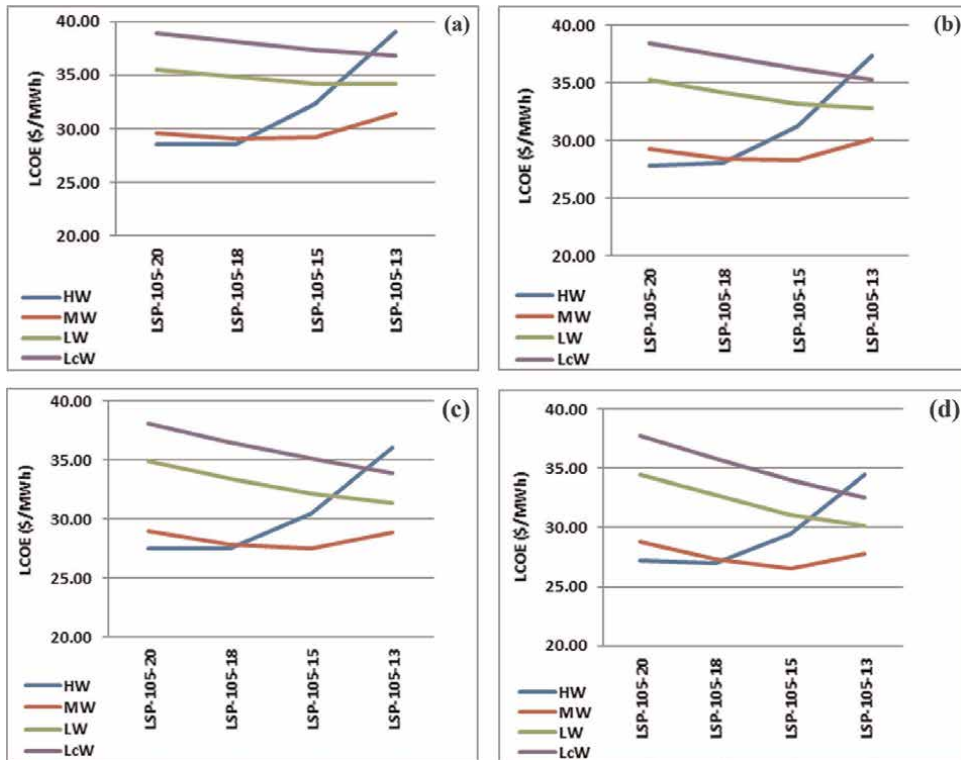 (a)
LCOE ($/MWh)
40.00
35.00
30.00
25.00
20.00
LSP-105-20
LSP-105-18
LSP-105-15
LSP-105-13
HW
MW
LW
LcW
(b)
LCOE ($/MWh)
40.00
35.00
30.00
25.00
20.00
LSP-105-20
LSP-105-18
LSP-105-15
LSP-105-13
HW
MW
LW
LcW
(c)
LCOE ($/MWh)
40.00
35.00
30.00
25.00
20.00
LSP-105-20
LSP-105-18
LSP-105-15
LSP-105-13
HW
MW
LW
LcW
(d)
LCOE ($/MWh)
40.00
35.00
30.00
25.00
20.00
LSP-105-20
LSP-105-18
LSP-105-15
LSP-105-13
HW
MW
LW
LcW